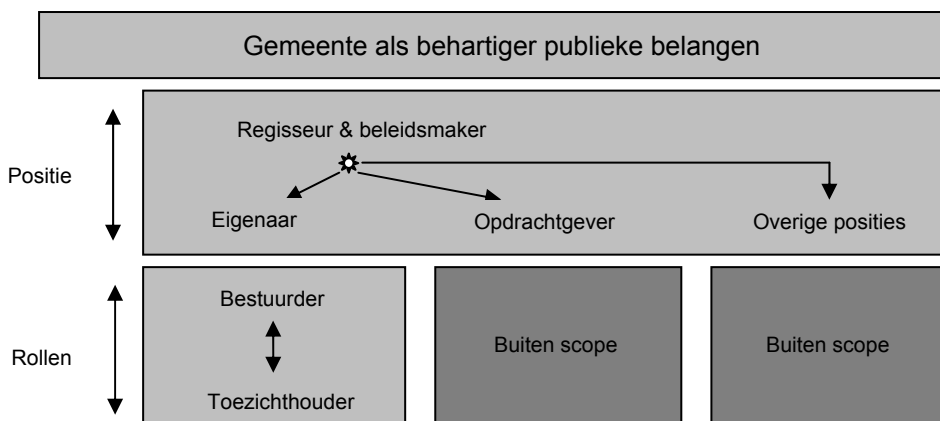 Gemeente als behartiger publieke belangen
Regisseur & beleidsmaker
Positie
Eigenaar
Opdrachtgever
Overige posities
Bestuurder
Buiten scope
Buiten scope
Rollen
Toezichthouder